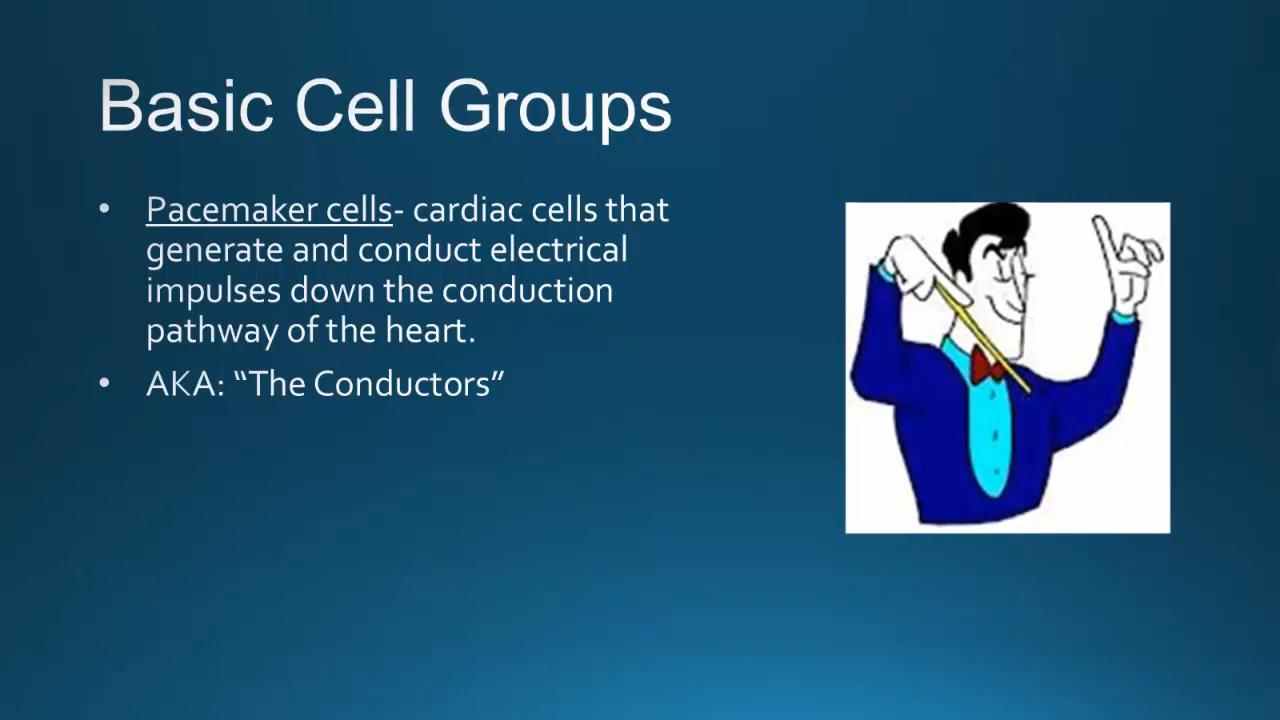 Basic Cell Groups
• Pacemaker cells- cardiac cells that
generate and conduct electrical
impulses down the conduction
pathway of the heart.
• AKA: “The Conductors”